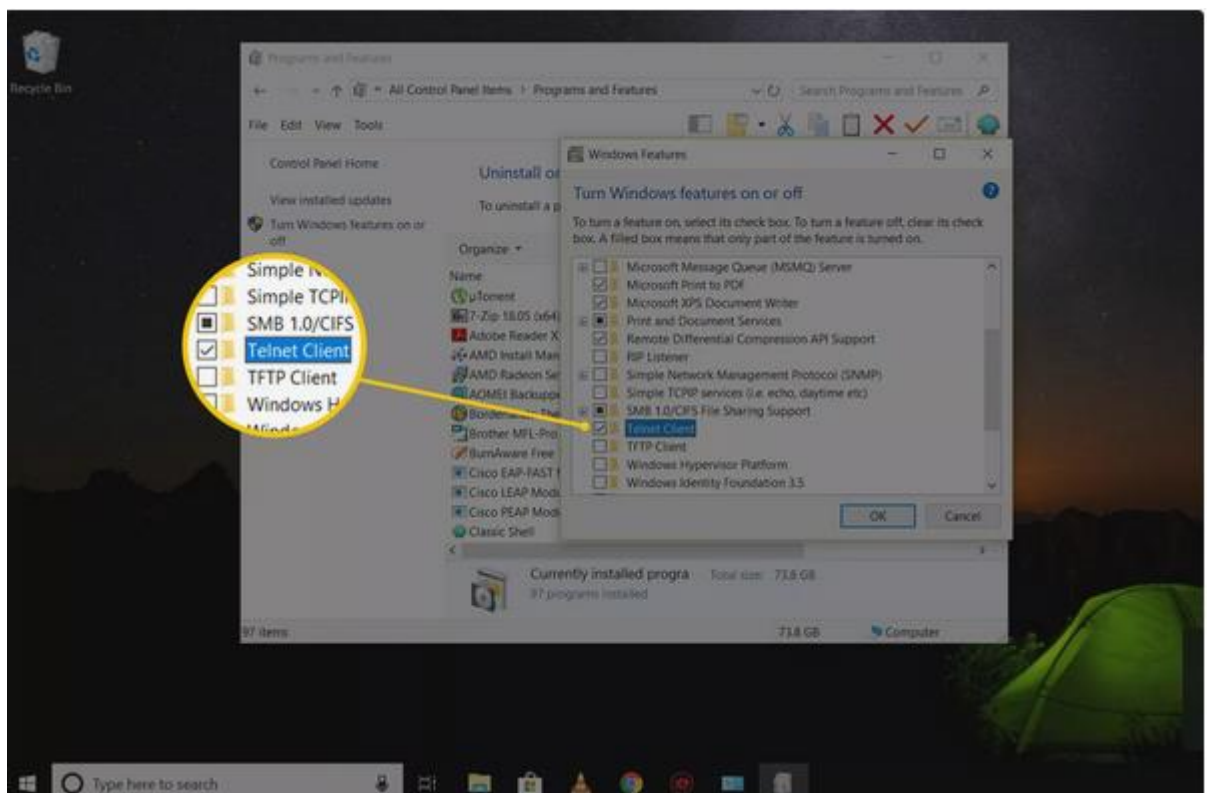 Recycle Bin
Programs and Features
All Control Panel Items > Programs and Features
Search Programs and Features
File Edit View Tools
Control Panel Home
View installed updates
Turn Windows features on or
off
Uninstall or
To uninstall a p
Organize
Name
µTorrent
7-Zip 18.05 (x64)
Adobe Reader X
AMD Install Man
AMD Radeon Set
AOMEI Backuppe
Brother MFL-Pro
BurnAware Free
Cisco EAP-FAST
Cisco LEAP Modu
Cisco PEAP Modu
Classic Shell
Currently installed progra Total size: 73.8 GB
97 programs installed
97 items
73.8 GB
Computer
Windows Features
Turn Windows features on or off
To turn a feature on, select its check box. To turn a feature off, clear its check
box. A filled box means that only part of the feature is turned on.
Microsoft Message Queue (MSMQ) Server
Microsoft Print to PDF
Microsoft XPS Document Writer
Print and Document Services
Remote Differential Compression API Support
RIP Listener
Simple Network Management Protocol (SNMP)
Simple TCPIP services (i.e. echo, daytime etc)
SMB 1.0/CIFS File Sharing Support
Telnet Client
TFTP Client
Windows Hypervisor Platform
Windows Identity Foundation 3.5
OK Cancel
Simple
Simple TCPI
SMB 1.0/CIFS
Telnet Client
TFTP Client
Windows H
Type here to search